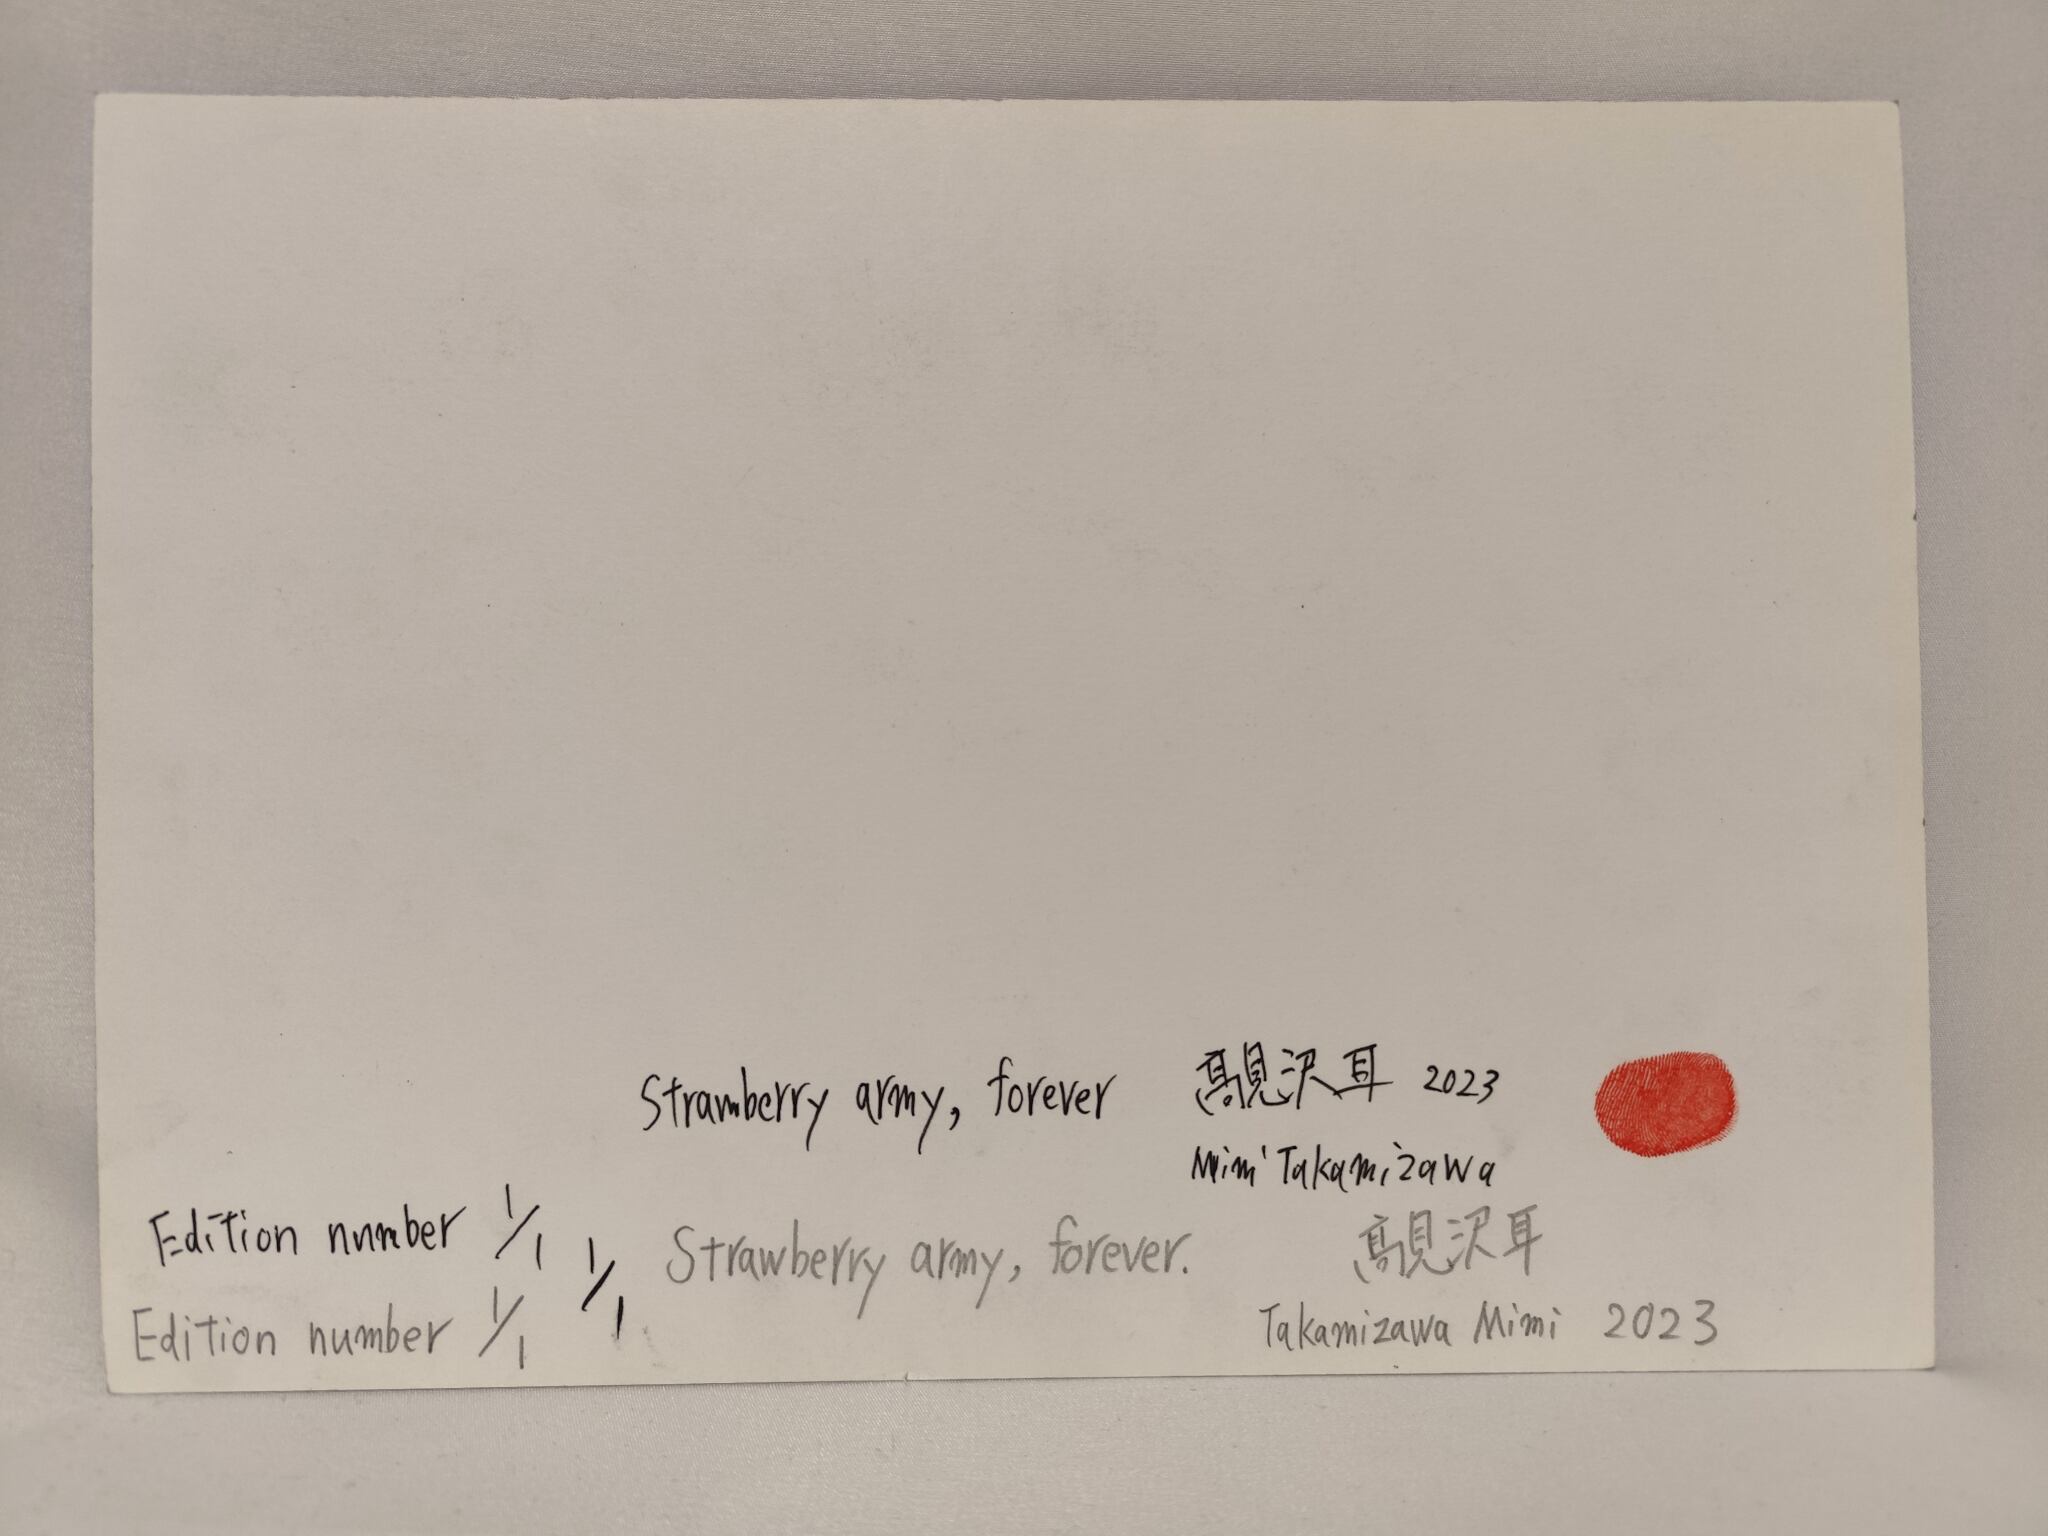 Strawberry army, forever 髙見沢耳 2023
Mimi Takamizawa
Edition number 1/1
1/1 Strawberry army, forever. 髙見沢耳
Edition number 1/1 Takamizawa Mimi 2023